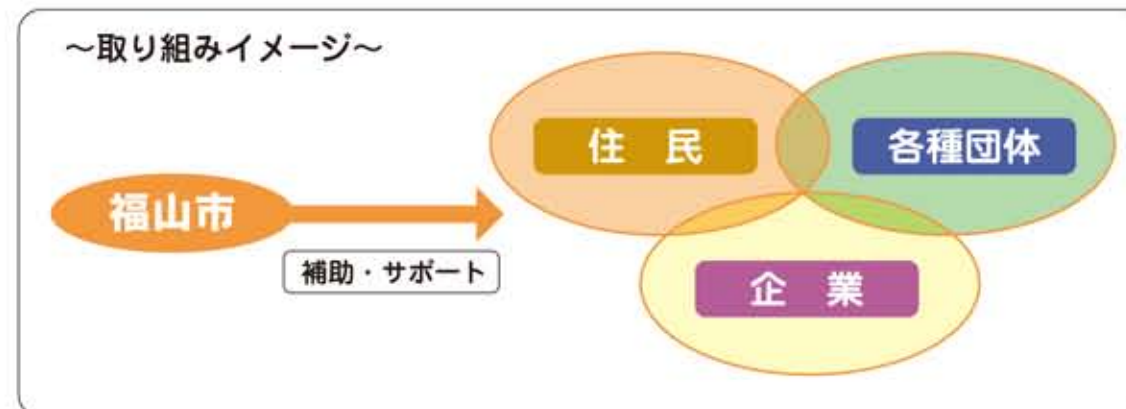 ～取り組みイメージ～
住　民
各種団体
福山市
補助・サポート
企　業